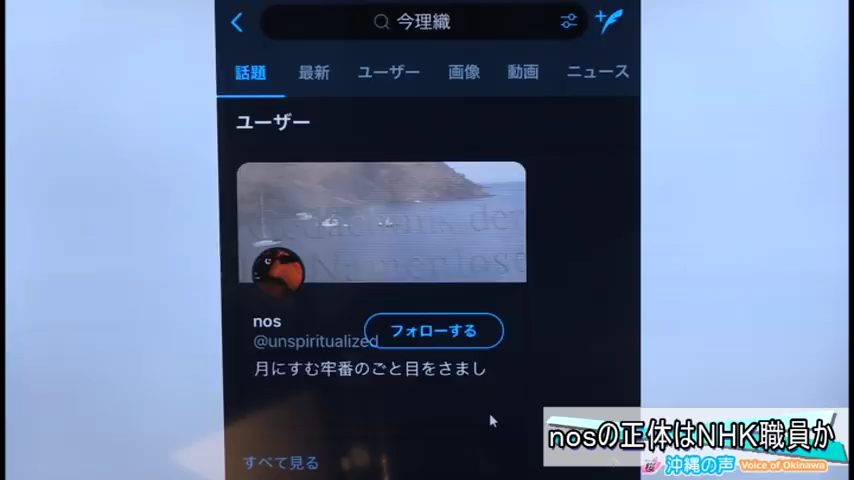 今理織
話題 最新 ユーザー 画像 動画 ニュース
ユーザー
Gedächtnis der
Namenlose
nos
@unspiritualized
フォローする
月にすむ牢番のごと目をさまし
すべて見る
nosの正体はNHK職員か
沖縄の声 Voice of Okinawa